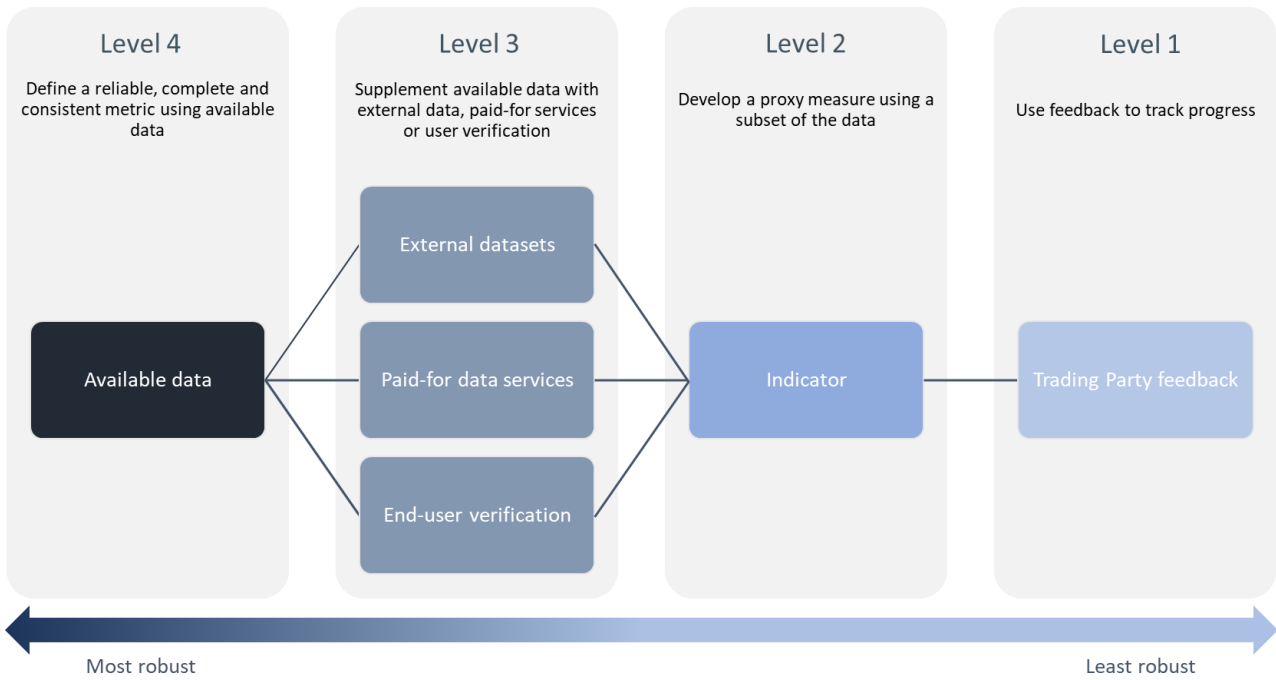 Level 4
Define a reliable, complete and
consistent metric using available
data
Level 3
Supplement available data with
external data, paid-for services
or user verification
Level 2
Develop a proxy measure using a
subset of the data
Level 1
Use feedback to track progress
Available data
External datasets
Paid-for data services
End-user verification
Indicator
Trading Party feedback
Most robust
Least robust